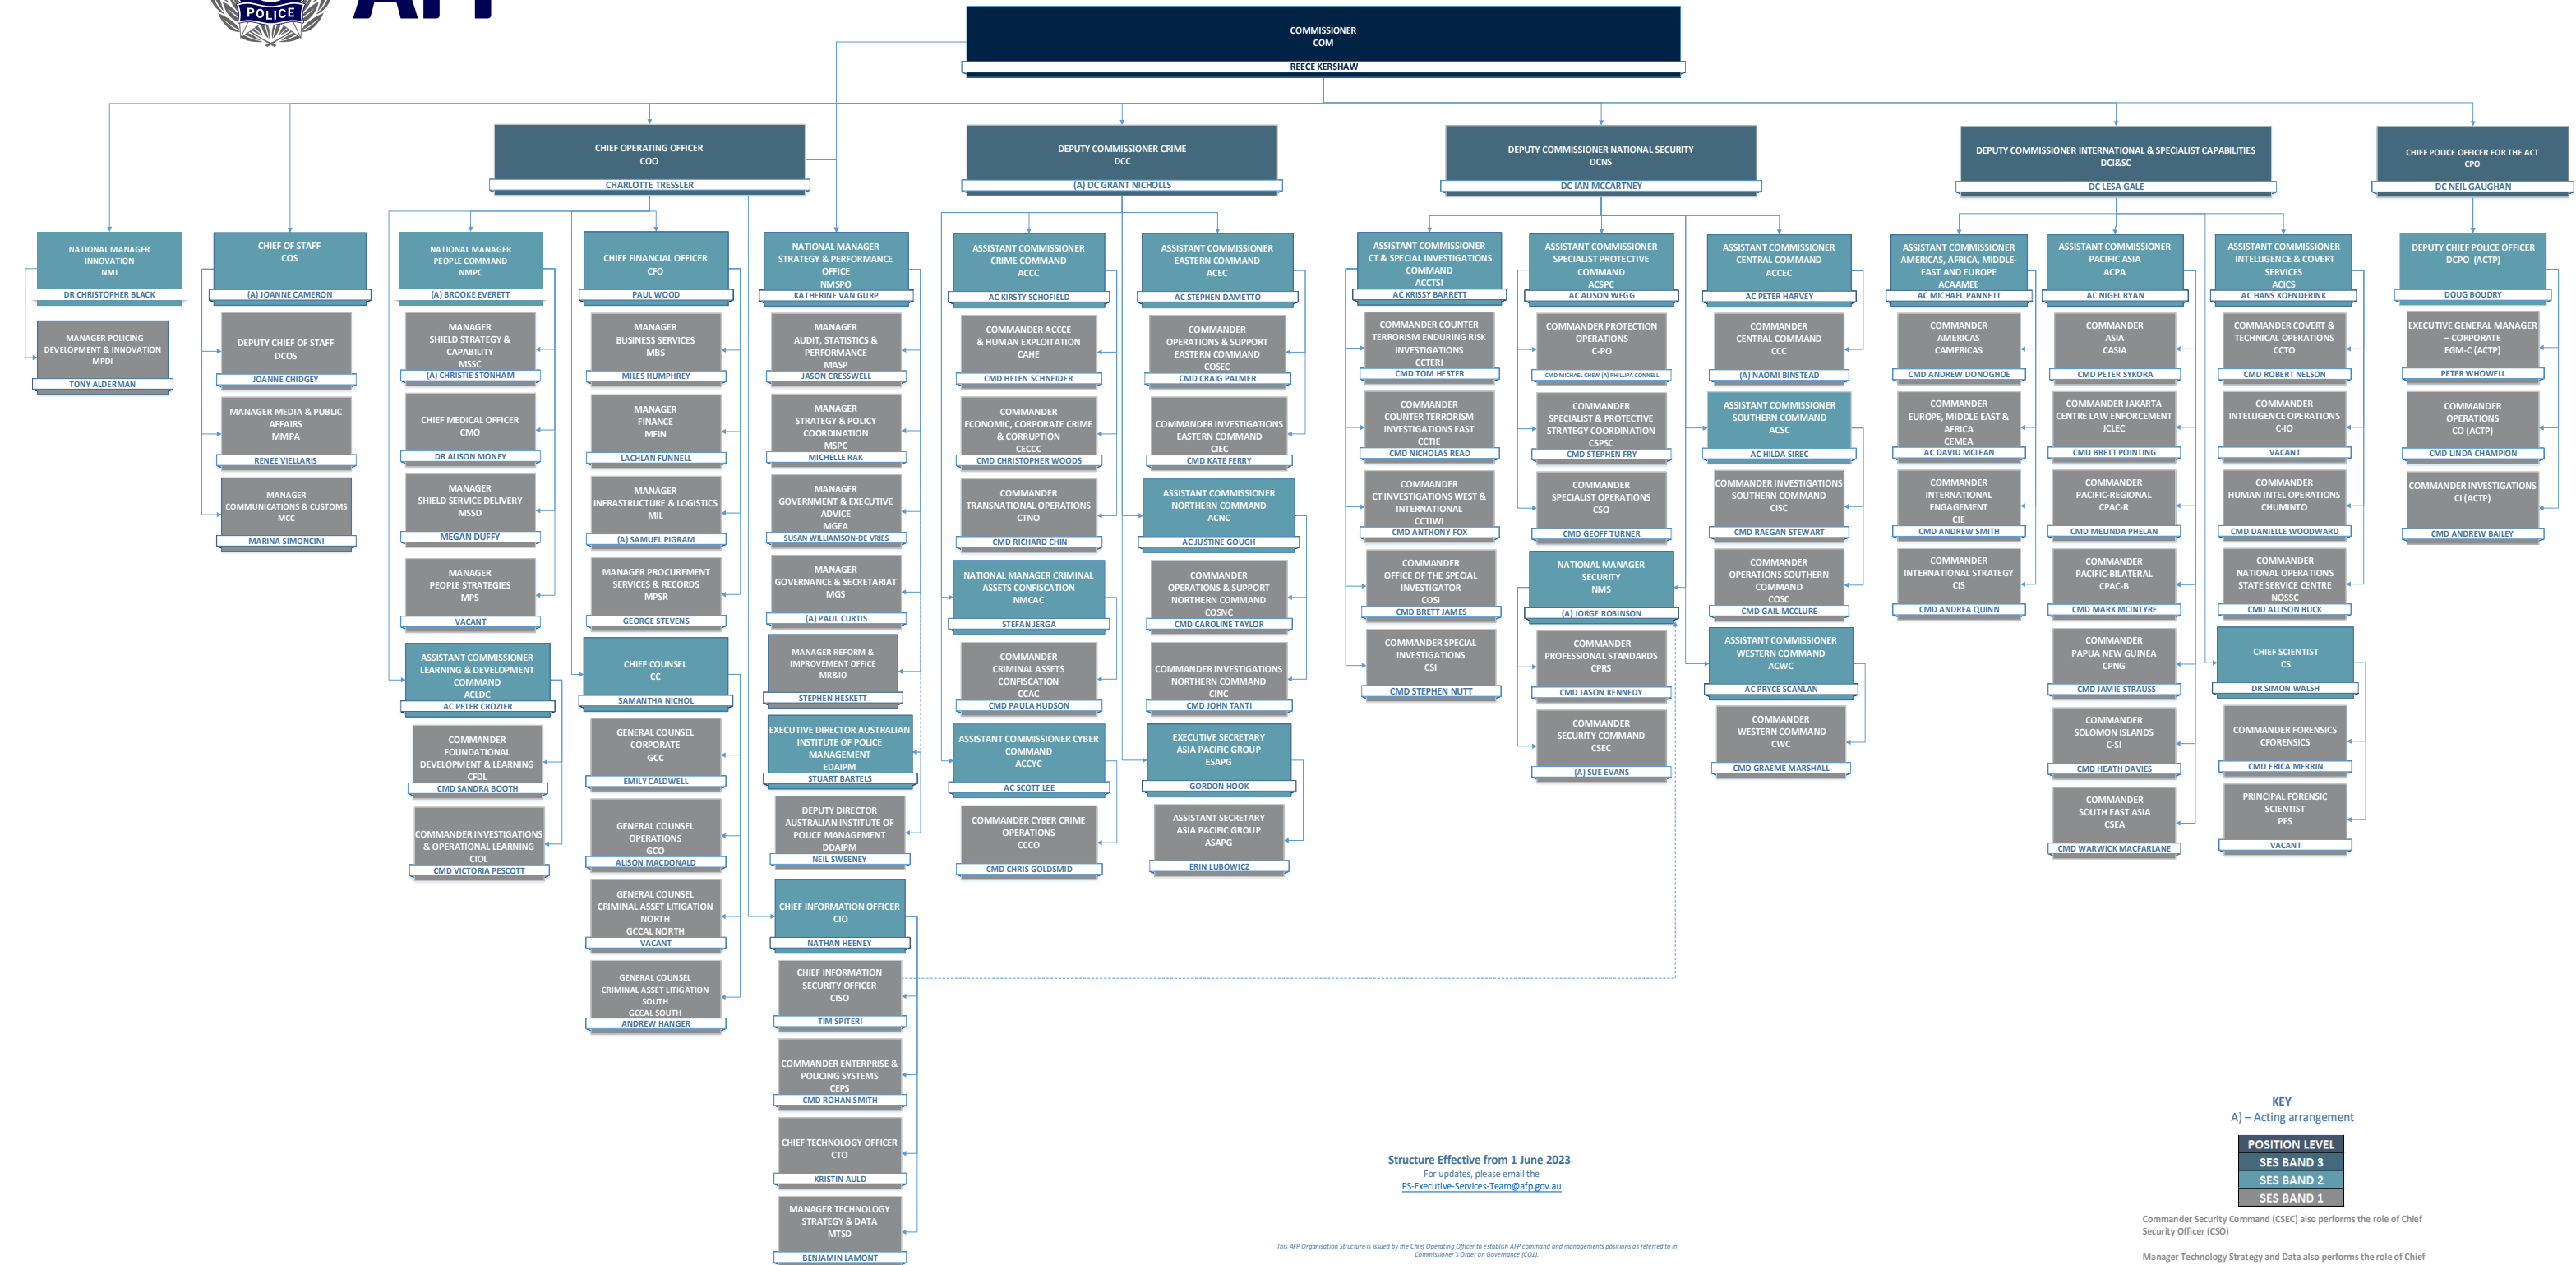 POLICE
AFP
COMMISSIONER
COM
REECE KERSHAW
CHIEF OPERATING OFFICER
COO
CHARLOTTE TRESSLER
DEPUTY COMMISSIONER CRIME
DCC
(A) DC GRANT NICHOLLS
DEPUTY COMMISSIONER NATIONAL SECURITY
DCNS
DC IAN MCCARTNEY
DEPUTY COMMISSIONER INTERNATIONAL & SPECIALIST CAPABILITIES
DCI&SC
DC LESA GALE
CHIEF POLICE OFFICER FOR THE ACT
CPO
DC NEIL GAUGHAN
NATIONAL MANAGER
INNOVATION
NMI
DR CHRISTOPHER BLACK
MANAGER POLICING
DEVELOPMENT & INNOVATION
MPDI
TONY ALDERMAN
CHIEF OF STAFF
COS
(A) JOANNE CAMERON
DEPUTY CHIEF OF STAFF
DCOS
JOANNE CHIDGEY
MANAGER MEDIA & PUBLIC
AFFAIRS
MMPA
RENEE VIELLARIS
MANAGER
COMMUNICATIONS & CUSTOMS
MCC
MARINA SIMONCINI
NATIONAL MANAGER
PEOPLE COMMAND
NMPC
(A) BROOKE EVERETT
MANAGER
SHIELD STRATEGY &
CAPABILITY
MSSC
(A) CHRISTIE STONHAM
CHIEF MEDICAL OFFICER
CMO
DR ALISON MONEY
MANAGER
SHIELD SERVICE DELIVERY
MSSD
MEGAN DUFFY
MANAGER
PEOPLE STRATEGIES
MPS
VACANT
ASSISTANT COMMISSIONER
LEARNING & DEVELOPMENT
COMMAND
ACLDC
AC PETER CROZIER
COMMANDER
FOUNDATIONAL
DEVELOPMENT & LEARNING
CFDL
CMD SANDRA BOOTH
COMMANDER INVESTIGATIONS
& OPERATIONAL LEARNING
CIOL
CMD VICTORIA PESCOTT
CHIEF FINANCIAL OFFICER
CFO
PAUL WOOD
MANAGER
BUSINESS SERVICES
MBS
MILES HUMPHREY
MANAGER
FINANCE
MFIN
LACHLAN FUNNELL
MANAGER
INFRASTRUCTURE & LOGISTICS
MIL
(A) SAMUEL PIGRAM
MANAGER PROCUREMENT
SERVICES & RECORDS
MPSR
GEORGE STEVENS
CHIEF COUNSEL
CC
SAMANTHA NICHOL
GENERAL COUNSEL
CORPORATE
GCC
EMILY CALDWELL
GENERAL COUNSEL
OPERATIONS
GCO
ALISON MACDONALD
GENERAL COUNSEL
CRIMINAL ASSET LITIGATION
NORTH
GCCAL NORTH
VACANT
GENERAL COUNSEL
CRIMINAL ASSET LITIGATION
SOUTH
GCCAL SOUTH
ANDREW HANGER
NATIONAL MANAGER
STRATEGY & PERFORMANCE
OFFICE
NMSPO
KATHERINE VAN GURP
MANAGER
AUDIT, STATISTICS &
PERFORMANCE
MASP
JASON CRESSWELL
MANAGER
STRATEGY & POLICY
COORDINATION
MSPC
MICHELLE RAK
MANAGER
GOVERNMENT & EXECUTIVE
ADVICE
MGEA
SUSAN WILLIAMSON-DE VRIES
MANAGER
GOVERNANCE & SECRETARIAT
MGS
(A) PAUL CURTIS
MANAGER REFORM &
IMPROVEMENT OFFICE
MR&IO
STEPHEN HESKETT
EXECUTIVE DIRECTOR AUSTRALIAN
INSTITUTE OF POLICE
MANAGEMENT
EDAIPM
STUART BARTELS
DEPUTY DIRECTOR
AUSTRALIAN INSTITUTE OF
POLICE MANAGEMENT
DDAIPM
NEIL SWEENEY
CHIEF INFORMATION OFFICER
CIO
NATHAN HEENEY
CHIEF INFORMATION
SECURITY OFFICER
CISO
TIM SPITERI
COMMANDER ENTERPRISE &
POLICING SYSTEMS
CEPS
CMD ROHAN SMITH
CHIEF TECHNOLOGY OFFICER
CTO
KRISTIN AULD
MANAGER TECHNOLOGY
STRATEGY & DATA
MTSD
BENJAMIN LAMONT
ASSISTANT COMMISSIONER
CRIME COMMAND
ACCC
AC KIRSTY SCHOFIELD
COMMANDER ACCCE
& HUMAN EXPLOITATION
CAHE
CMD HELEN SCHNEIDER
COMMANDER
ECONOMIC, CORPORATE CRIME
& CORRUPTION
CECCC
CMD CHRISTOPHER WOODS
COMMANDER
TRANSNATIONAL OPERATIONS
CTNO
CMD RICHARD CHIN
NATIONAL MANAGER CRIMINAL
ASSETS CONFISCATION
NMCAC
STEFAN JERGA
COMMANDER
CRIMINAL ASSETS
CONFISCATION
CCAC
CMD PAULA HUDSON
ASSISTANT COMMISSIONER CYBER
COMMAND
ACCYC
AC SCOTT LEE
COMMANDER CYBER CRIME
OPERATIONS
CCCO
CMD CHRIS GOLDSMID
ASSISTANT COMMISSIONER
EASTERN COMMAND
ACEC
AC STEPHEN DAMETTO
COMMANDER
OPERATIONS & SUPPORT
EASTERN COMMAND
COSEC
CMD CRAIG PALMER
COMMANDER INVESTIGATIONS
EASTERN COMMAND
CIEC
CMD KATE FERRY
ASSISTANT COMMISSIONER
NORTHERN COMMAND
ACNC
AC JUSTINE GOUGH
COMMANDER
OPERATIONS & SUPPORT
NORTHERN COMMAND
COSNC
CMD CAROLINE TAYLOR
COMMANDER INVESTIGATIONS
NORTHERN COMMAND
CINC
CMD JOHN TANTI
EXECUTIVE SECRETARY
ASIA PACIFIC GROUP
ESAPG
GORDON HOOK
ASSISTANT SECRETARY
ASIA PACIFIC GROUP
ASAPG
ERIN LUBOWICZ
ASSISTANT COMMISSIONER
CT & SPECIAL INVESTIGATIONS
COMMAND
ACCTSI
AC KRISSY BARRETT
COMMANDER COUNTER
TERRORISM ENDURING RISK
INVESTIGATIONS
CCTERI
CMD TOM HESTER
COMMANDER
COUNTER TERRORISM
INVESTIGATIONS EAST
CCTIE
CMD NICHOLAS READ
COMMANDER
CT INVESTIGATIONS WEST &
INTERNATIONAL
CCTIWI
CMD ANTHONY FOX
COMMANDER
OFFICE OF THE SPECIAL
INVESTIGATOR
COSI
CMD BRETT JAMES
COMMANDER SPECIAL
INVESTIGATIONS
CSI
CMD STEPHEN NUTT
ASSISTANT COMMISSIONER
SPECIALIST PROTECTIVE
COMMAND
ACSPC
AC ALISON WEGG
COMMANDER PROTECTION
OPERATIONS
C-PO
CMD MICHAEL CHEW (A) PHILLIPA CONNELL
COMMANDER
SPECIALIST & PROTECTIVE
STRATEGY COORDINATION
CSPSC
CMD STEPHEN FRY
COMMANDER
SPECIALIST OPERATIONS
CSO
CMD GEOFF TURNER
NATIONAL MANAGER
SECURITY
NMS
(A) JORGE ROBINSON
COMMANDER
PROFESSIONAL STANDARDS
CPRS
CMD JASON KENNEDY
COMMANDER
SECURITY COMMAND
CSEC
(A) SUE EVANS
ASSISTANT COMMISSIONER
CENTRAL COMMAND
ACCEC
AC PETER HARVEY
COMMANDER
CENTRAL COMMAND
CCC
(A) NAOMI BINSTEAD
ASSISTANT COMMISSIONER
SOUTHERN COMMAND
ACSC
AC HILDA SIREC
COMMANDER INVESTIGATIONS
SOUTHERN COMMAND
CISC
CMD RAEGAN STEWART
COMMANDER
OPERATIONS SOUTHERN
COMMAND
COSC
CMD GAIL MCCLURE
ASSISTANT COMMISSIONER
WESTERN COMMAND
ACWC
AC PRYCE SCANLAN
COMMANDER
WESTERN COMMAND
CWC
CMD GRAEME MARSHALL
ASSISTANT COMMISSIONER
AMERICAS, AFRICA, MIDDLE-
EAST AND EUROPE
ACAAMEE
AC MICHAEL PANNETT
COMMANDER
AMERICAS
CAMERICAS
CMD ANDREW DONOGHOE
COMMANDER
EUROPE, MIDDLE EAST &
AFRICA
CEMEA
AC DAVID MCLEAN
COMMANDER
INTERNATIONAL
ENGAGEMENT
CIE
CMD ANDREW SMITH
COMMANDER
INTERNATIONAL STRATEGY
CIS
CMD ANDREA QUINN
ASSISTANT COMMISSIONER
PACIFIC ASIA
ACPA
AC NIGEL RYAN
COMMANDER
ASIA
CASIA
CMD PETER SYKORA
COMMANDER JAKARTA
CENTRE LAW ENFORCEMENT
JCLEC
CMD BRETT POINTING
COMMANDER
PACIFIC-REGIONAL
CPAC-R
CMD MELINDA PHELAN
COMMANDER
PACIFIC-BILATERAL
CPAC-B
CMD MARK MCINTYRE
COMMANDER
PAPUA NEW GUINEA
CPNG
CMD JAMIE STRAUSS
COMMANDER
SOLOMON ISLANDS
C-SI
CMD HEATH DAVIES
COMMANDER
SOUTH EAST ASIA
CSEA
CMD WARWICK MACFARLANE
ASSISTANT COMMISSIONER
INTELLIGENCE & COVERT
SERVICES
ACICS
AC HANS KOENDERINK
COMMANDER COVERT &
TECHNICAL OPERATIONS
CCTO
CMD ROBERT NELSON
COMMANDER
INTELLIGENCE OPERATIONS
C-IO
VACANT
COMMANDER
HUMAN INTEL OPERATIONS
CHUMINTO
CMD DANIELLE WOODWARD
COMMANDER
NATIONAL OPERATIONS
STATE SERVICE CENTRE
NOSSC
CMD ALLISON BUCK
CHIEF SCIENTIST
CS
DR SIMON WALSH
COMMANDER FORENSICS
CFORENSICS
CMD ERICA MERRIN
PRINCIPAL FORENSIC
SCIENTIST
PFS
VACANT
DEPUTY CHIEF POLICE OFFICER
DCPO (ACTP)
DOUG BOUDRY
EXECUTIVE GENERAL MANAGER
– CORPORATE
EGM-C (ACTP)
PETER WHOWELL
COMMANDER
OPERATIONS
CO (ACTP)
CMD LINDA CHAMPION
COMMANDER INVESTIGATIONS
CI (ACTP)
CMD ANDREW BAILEY
Structure Effective from 1 June 2023
For updates, please email the
PS-Executive-Services-Team@afp.gov.au
This AFP Organisation Structure is issued by the Chief Operating Officer to establish AFP command and managements positions as referred to in
Commissioner's Order on Governance (CO1).
KEY
A) – Acting arrangement
POSITION LEVEL
SES BAND 3
SES BAND 2
SES BAND 1
Commander Security Command (CSEC) also performs the role of Chief
Security Officer (CSO)
Manager Technology Strategy and Data also performs the role of Chief